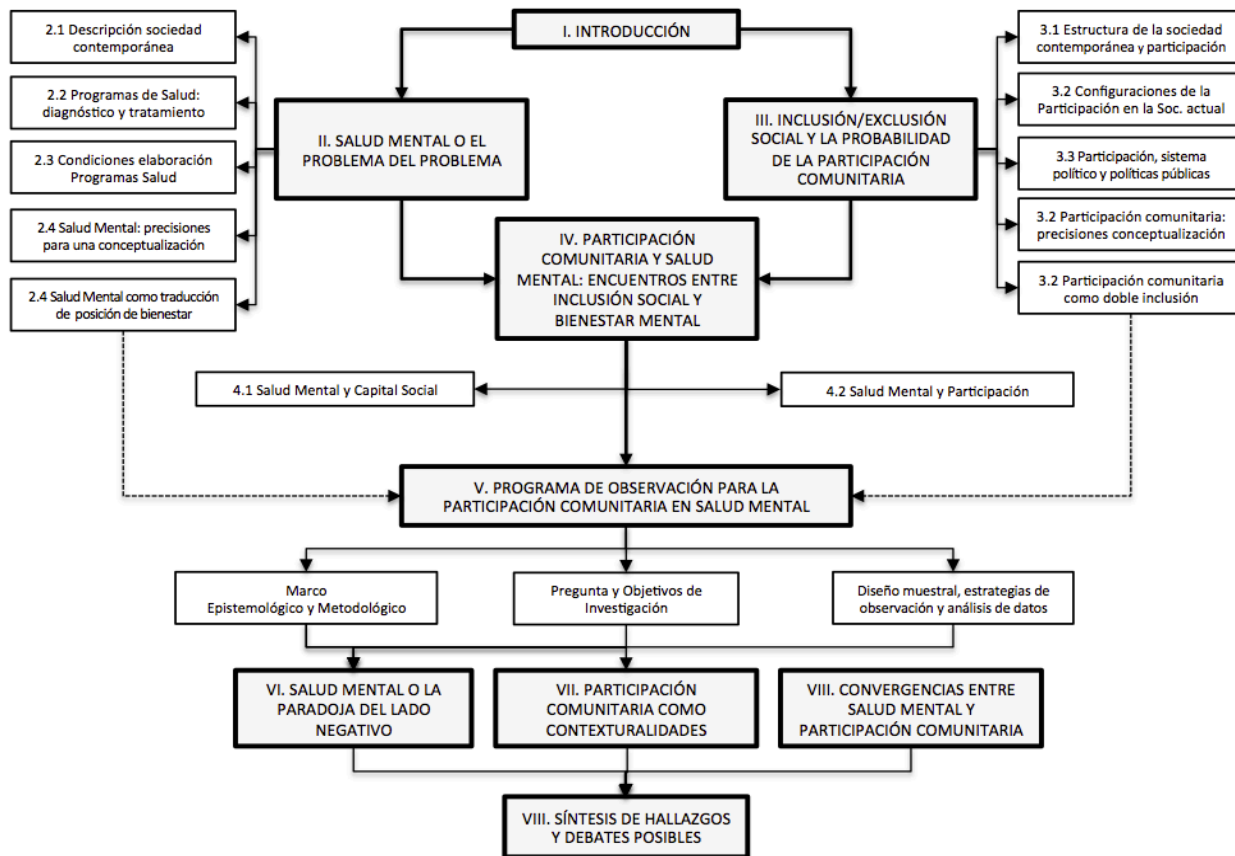 I. INTRODUCCIÓN
2.1 Descripción sociedad
contemporánea
2.2 Programas de Salud:
diagnóstico y tratamiento
2.3 Condiciones elaboración
Programas Salud
2.4 Salud Mental: precisiones
para una conceptualización
2.4 Salud Mental como traducción
de posición de bienestar
II. SALUD MENTAL O EL
PROBLEMA DEL PROBLEMA
III. INCLUSIÓN/EXCLUSIÓN
SOCIAL Y LA PROBABILIDAD
DE LA PARTICIPACIÓN
COMUNITARIA
3.1 Estructura de la sociedad
contemporánea y participación
3.2 Configuraciones de la
Participación en la Soc. actual
3.3 Participación, sistema
político y políticas públicas
3.2 Participación comunitaria:
precisiones conceptualización
3.2 Participación comunitaria
como doble inclusión
IV. PARTICIPACIÓN
COMUNITARIA Y SALUD
MENTAL: ENCUENTROS ENTRE
INCLUSIÓN SOCIAL Y
BIENESTAR MENTAL
4.1 Salud Mental y Capital Social
4.2 Salud Mental y Participación
V. PROGRAMA DE OBSERVACIÓN PARA LA
PARTICIPACIÓN COMUNITARIA EN SALUD MENTAL
Marco
Epistemológico y Metodológico
Pregunta y Objetivos de
Investigación
Diseño muestral, estrategias de
observación y análisis de datos
VI. SALUD MENTAL O LA
PARADOJA DEL LADO
NEGATIVO
VII. PARTICIPACIÓN
COMUNITARIA COMO
CONTEXTURALIDADES
VIII. CONVERGENCIAS ENTRE
SALUD MENTAL Y
PARTICIPACIÓN COMUNITARIA
VIII. SÍNTESIS DE HALLAZGOS
Y DEBATES POSIBLES